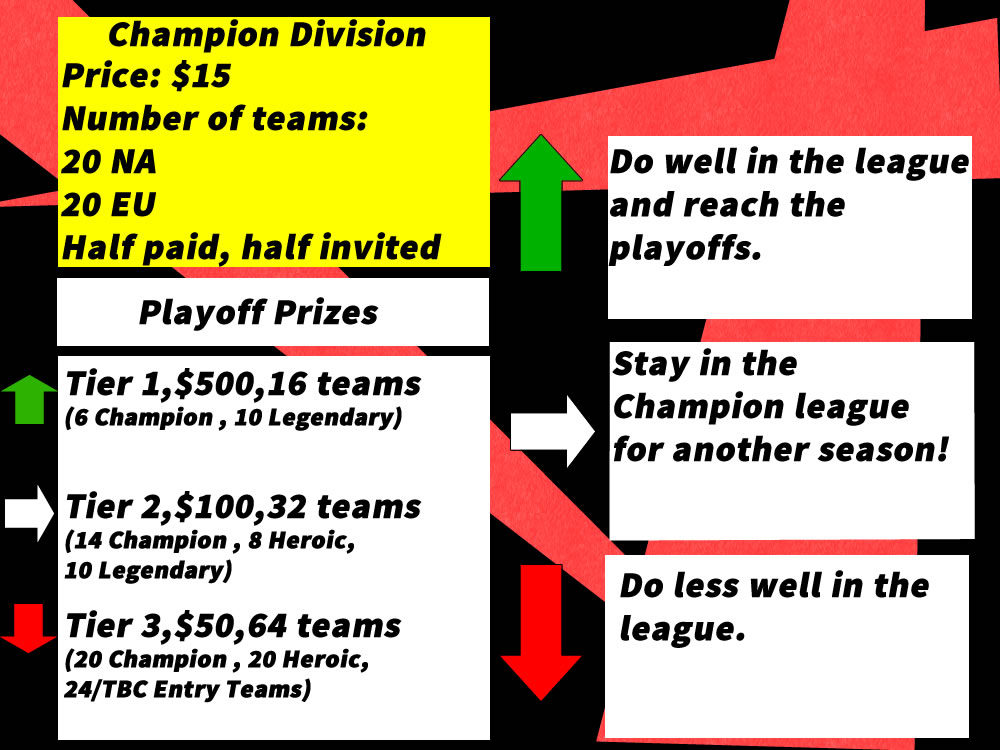 Champion Division
Price: $15
Number of teams:
20 NA
20 EU
Half paid, half invited
Playoff Prizes
Tier 1,$500,16 teams
(6 Champion , 10 Legendary)
Tier 2,$100,32 teams
(14 Champion , 8 Heroic,
10 Legendary)
Tier 3,$50,64 teams
(20 Champion , 20 Heroic,
24/TBC Entry Teams)
Do well in the league
and reach the
playoffs.
Stay in the
Champion league
for another season!
Do less well in the
league.